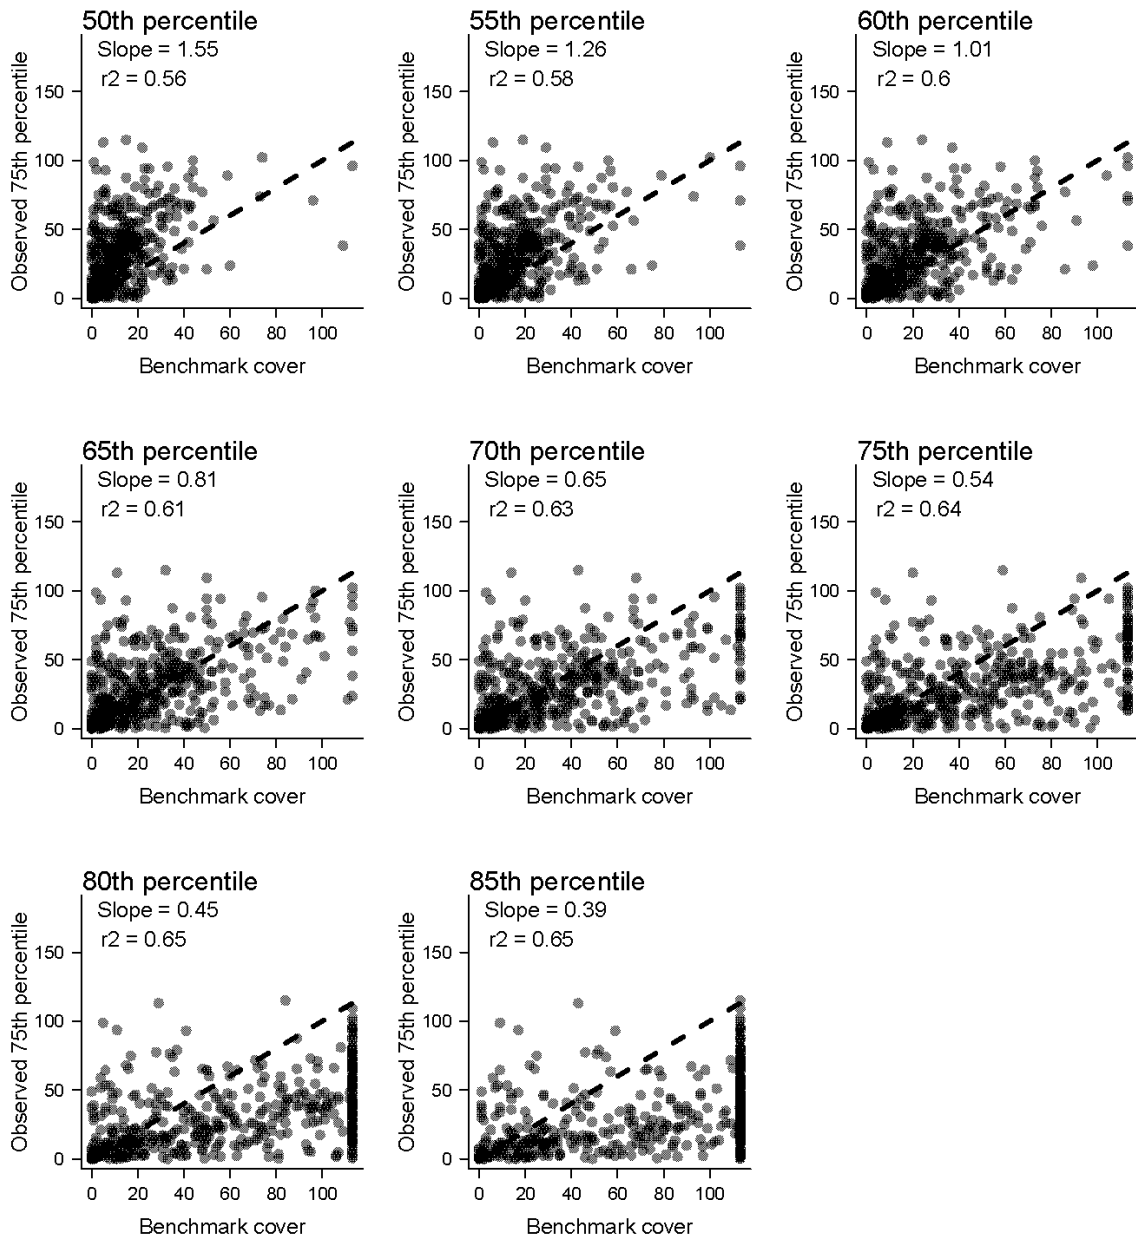 50th percentile
Slope = 1.55
r2 = 0.56
Observed 75th percentile
150
100
50
0
0 20 40 60 80 100
Benchmark cover
55th percentile
Slope = 1.26
r2 = 0.58
Observed 75th percentile
150
100
50
0
0 20 40 60 80 100
Benchmark cover
60th percentile
Slope = 1.01
r2 = 0.6
Observed 75th percentile
150
100
50
0
0 20 40 60 80 100
Benchmark cover
65th percentile
Slope = 0.81
r2 = 0.61
Observed 75th percentile
150
100
50
0
0 20 40 60 80 100
Benchmark cover
70th percentile
Slope = 0.65
r2 = 0.63
Observed 75th percentile
150
100
50
0
0 20 40 60 80 100
Benchmark cover
75th percentile
Slope = 0.54
r2 = 0.64
Observed 75th percentile
150
100
50
0
0 20 40 60 80 100
Benchmark cover
80th percentile
Slope = 0.45
r2 = 0.65
Observed 75th percentile
150
100
50
0
0 20 40 60 80 100
Benchmark cover
85th percentile
Slope = 0.39
r2 = 0.65
Observed 75th percentile
150
100
50
0
0 20 40 60 80 100
Benchmark cover